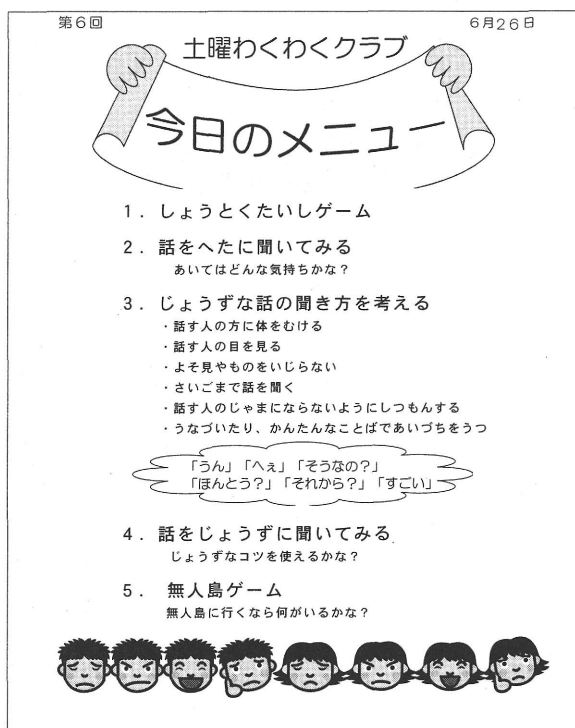 第6回
6月26日
土曜わくわくクラブ
今日のメニュー
1．しょうとくたいしゲーム
2．話をへたに聞いてみる
あいてはどんな気持ちかな？
3．じょうずな話の聞き方を考える
・話す人の方に体をむける
・話す人の目を見る
・よそ見やものをいじらない
・さいごまで話を聞く
・話す人のじゃまにならないようにしつもんする
・うなづいたり、かんたんなことばであいづちをうつ
「うん」「へぇ」「そうなの？」
「ほんとう？」「それから？」「すごい」
4．話をじょうずに聞いてみる
じょうずなコツを使えるかな？
5． 無人島ゲーム
無人島に行くなら何がいるかな？